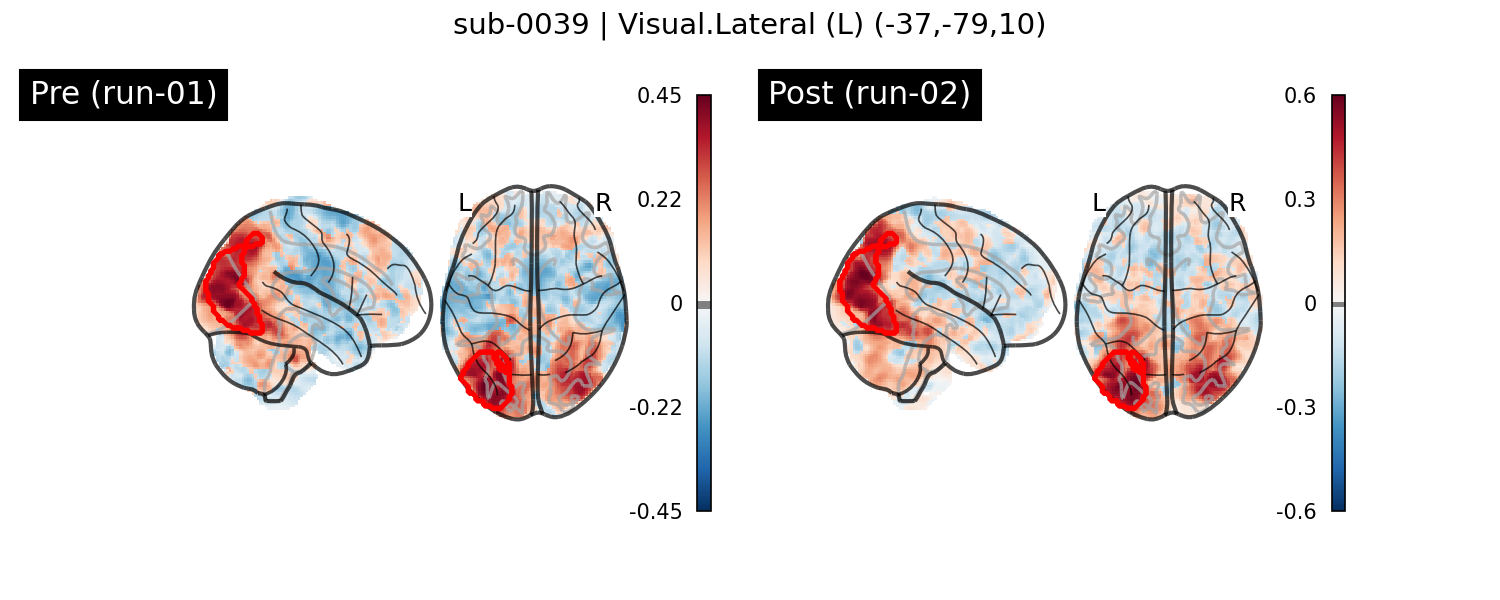 sub-0039 | Visual.Lateral (L) (-37,-79,10)
Pre (run-01)
L
R
0.45
0.22
0
-0.22
-0.45
Post (run-02)
L
R
0.6
0.3
0
-0.3
-0.6